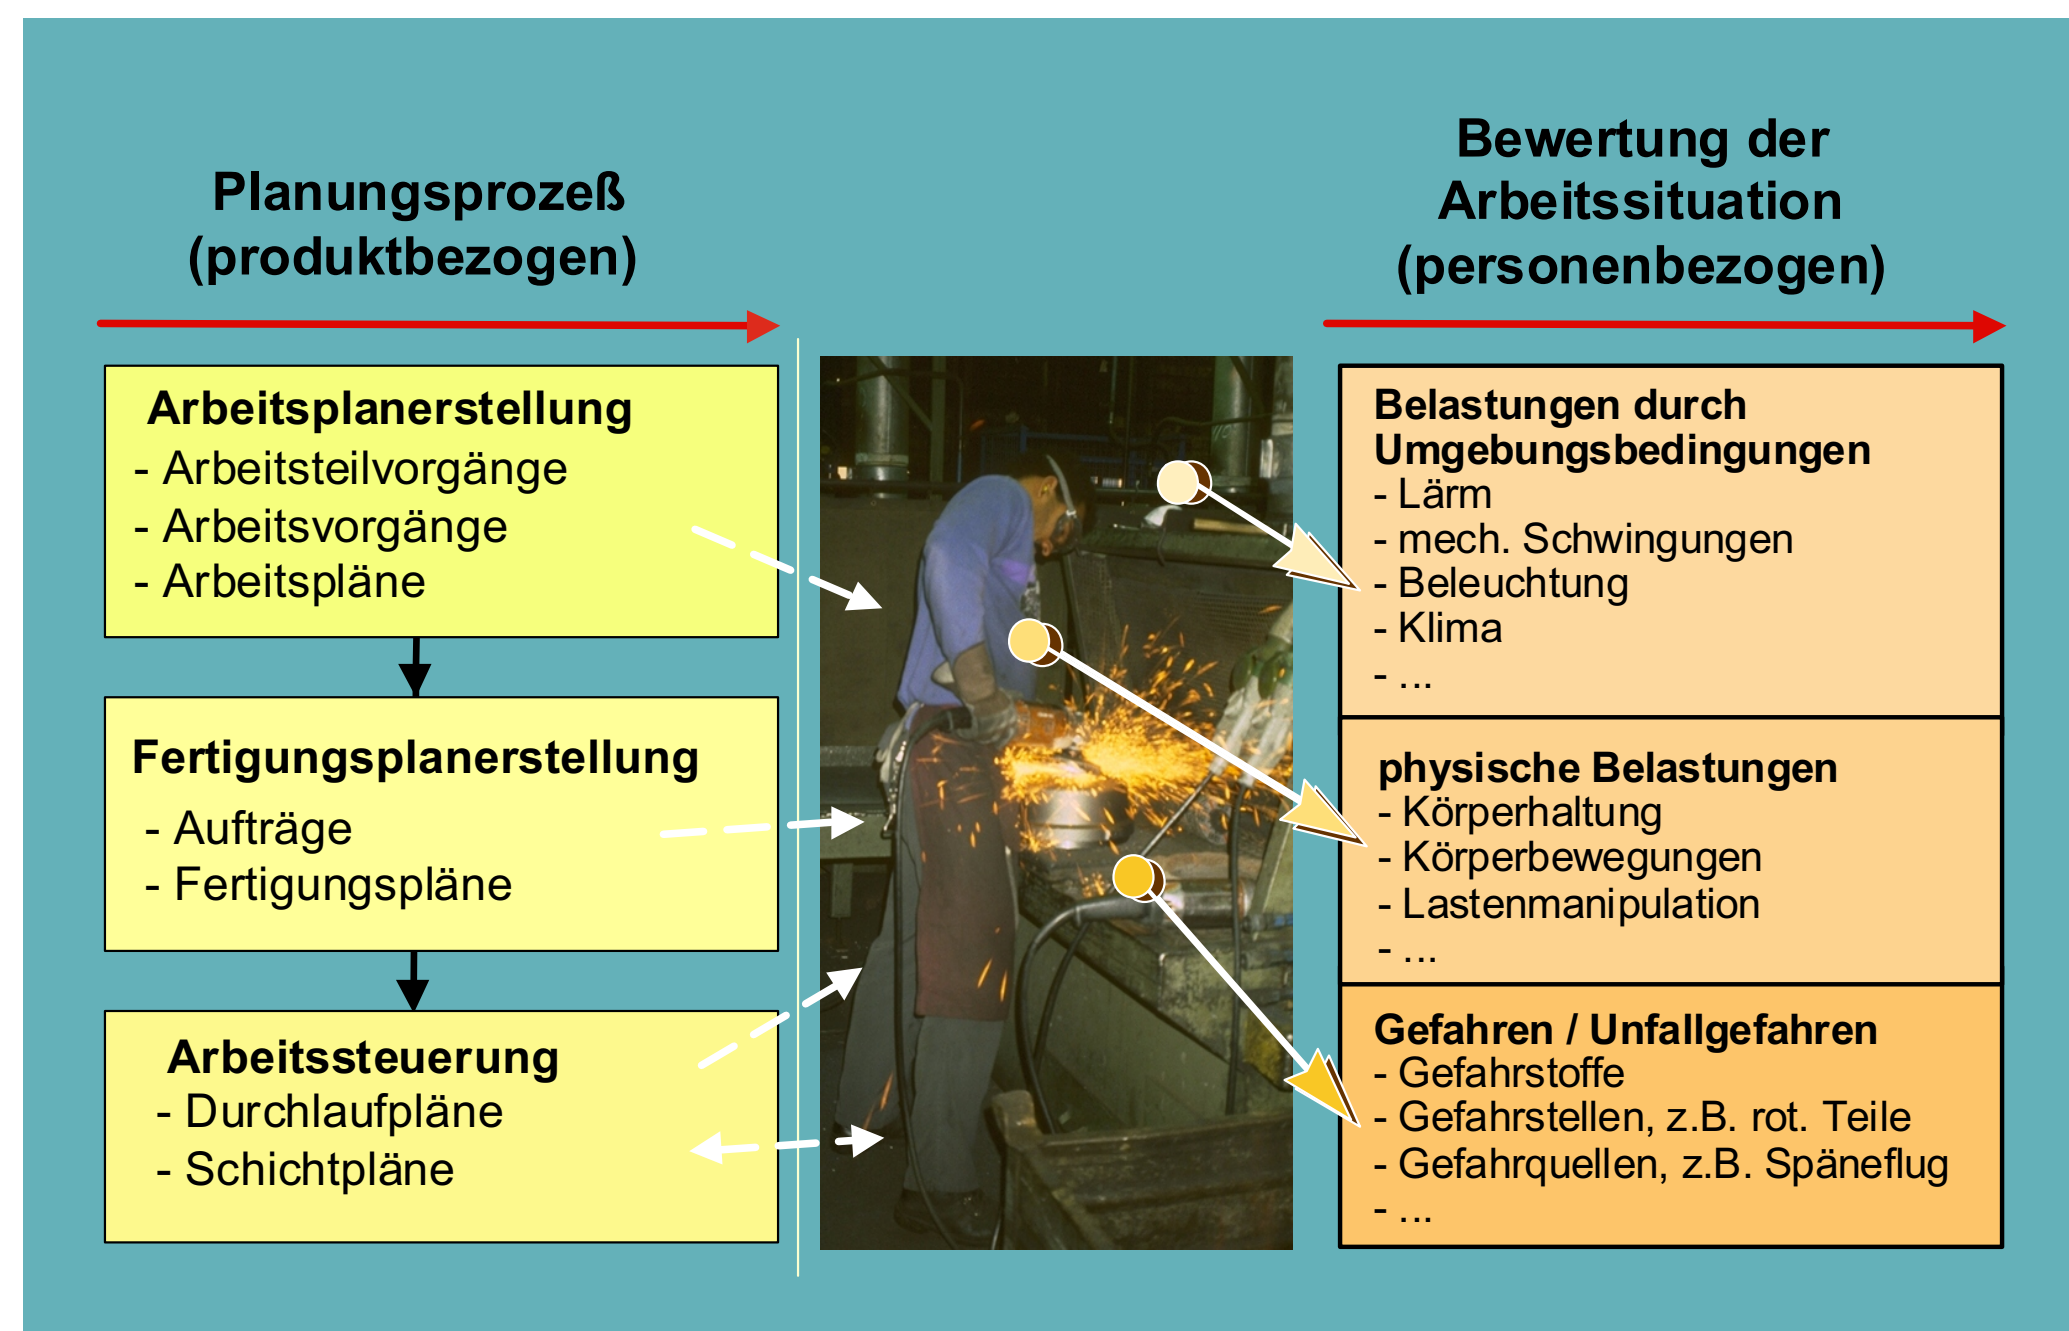 Planungsprozeß
(produktbezogen)
Arbeitsplanerstellung
- Arbeitsteilvorgänge
- Arbeitsvorgänge
- Arbeitspläne
Fertigungsplanerstellung
- Aufträge
- Fertigungspläne
Arbeitssteuerung
- Durchlaufpläne
- Schichtpläne
Bewertung der
Arbeitssituation
(personenbezogen)
Belastungen durch
Umgebungsbedingungen
- Lärm
- mech. Schwingungen
- Beleuchtung
- Klima
- ...
physische Belastungen
- Körperhaltung
- Körperbewegungen
- Lastenmanipulation
- ...
Gefahren / Unfallgefahren
- Gefahrstoffe
- Gefahrstellen, z.B. rot. Teile
- Gefahrquellen, z.B. Späneflug
- ...